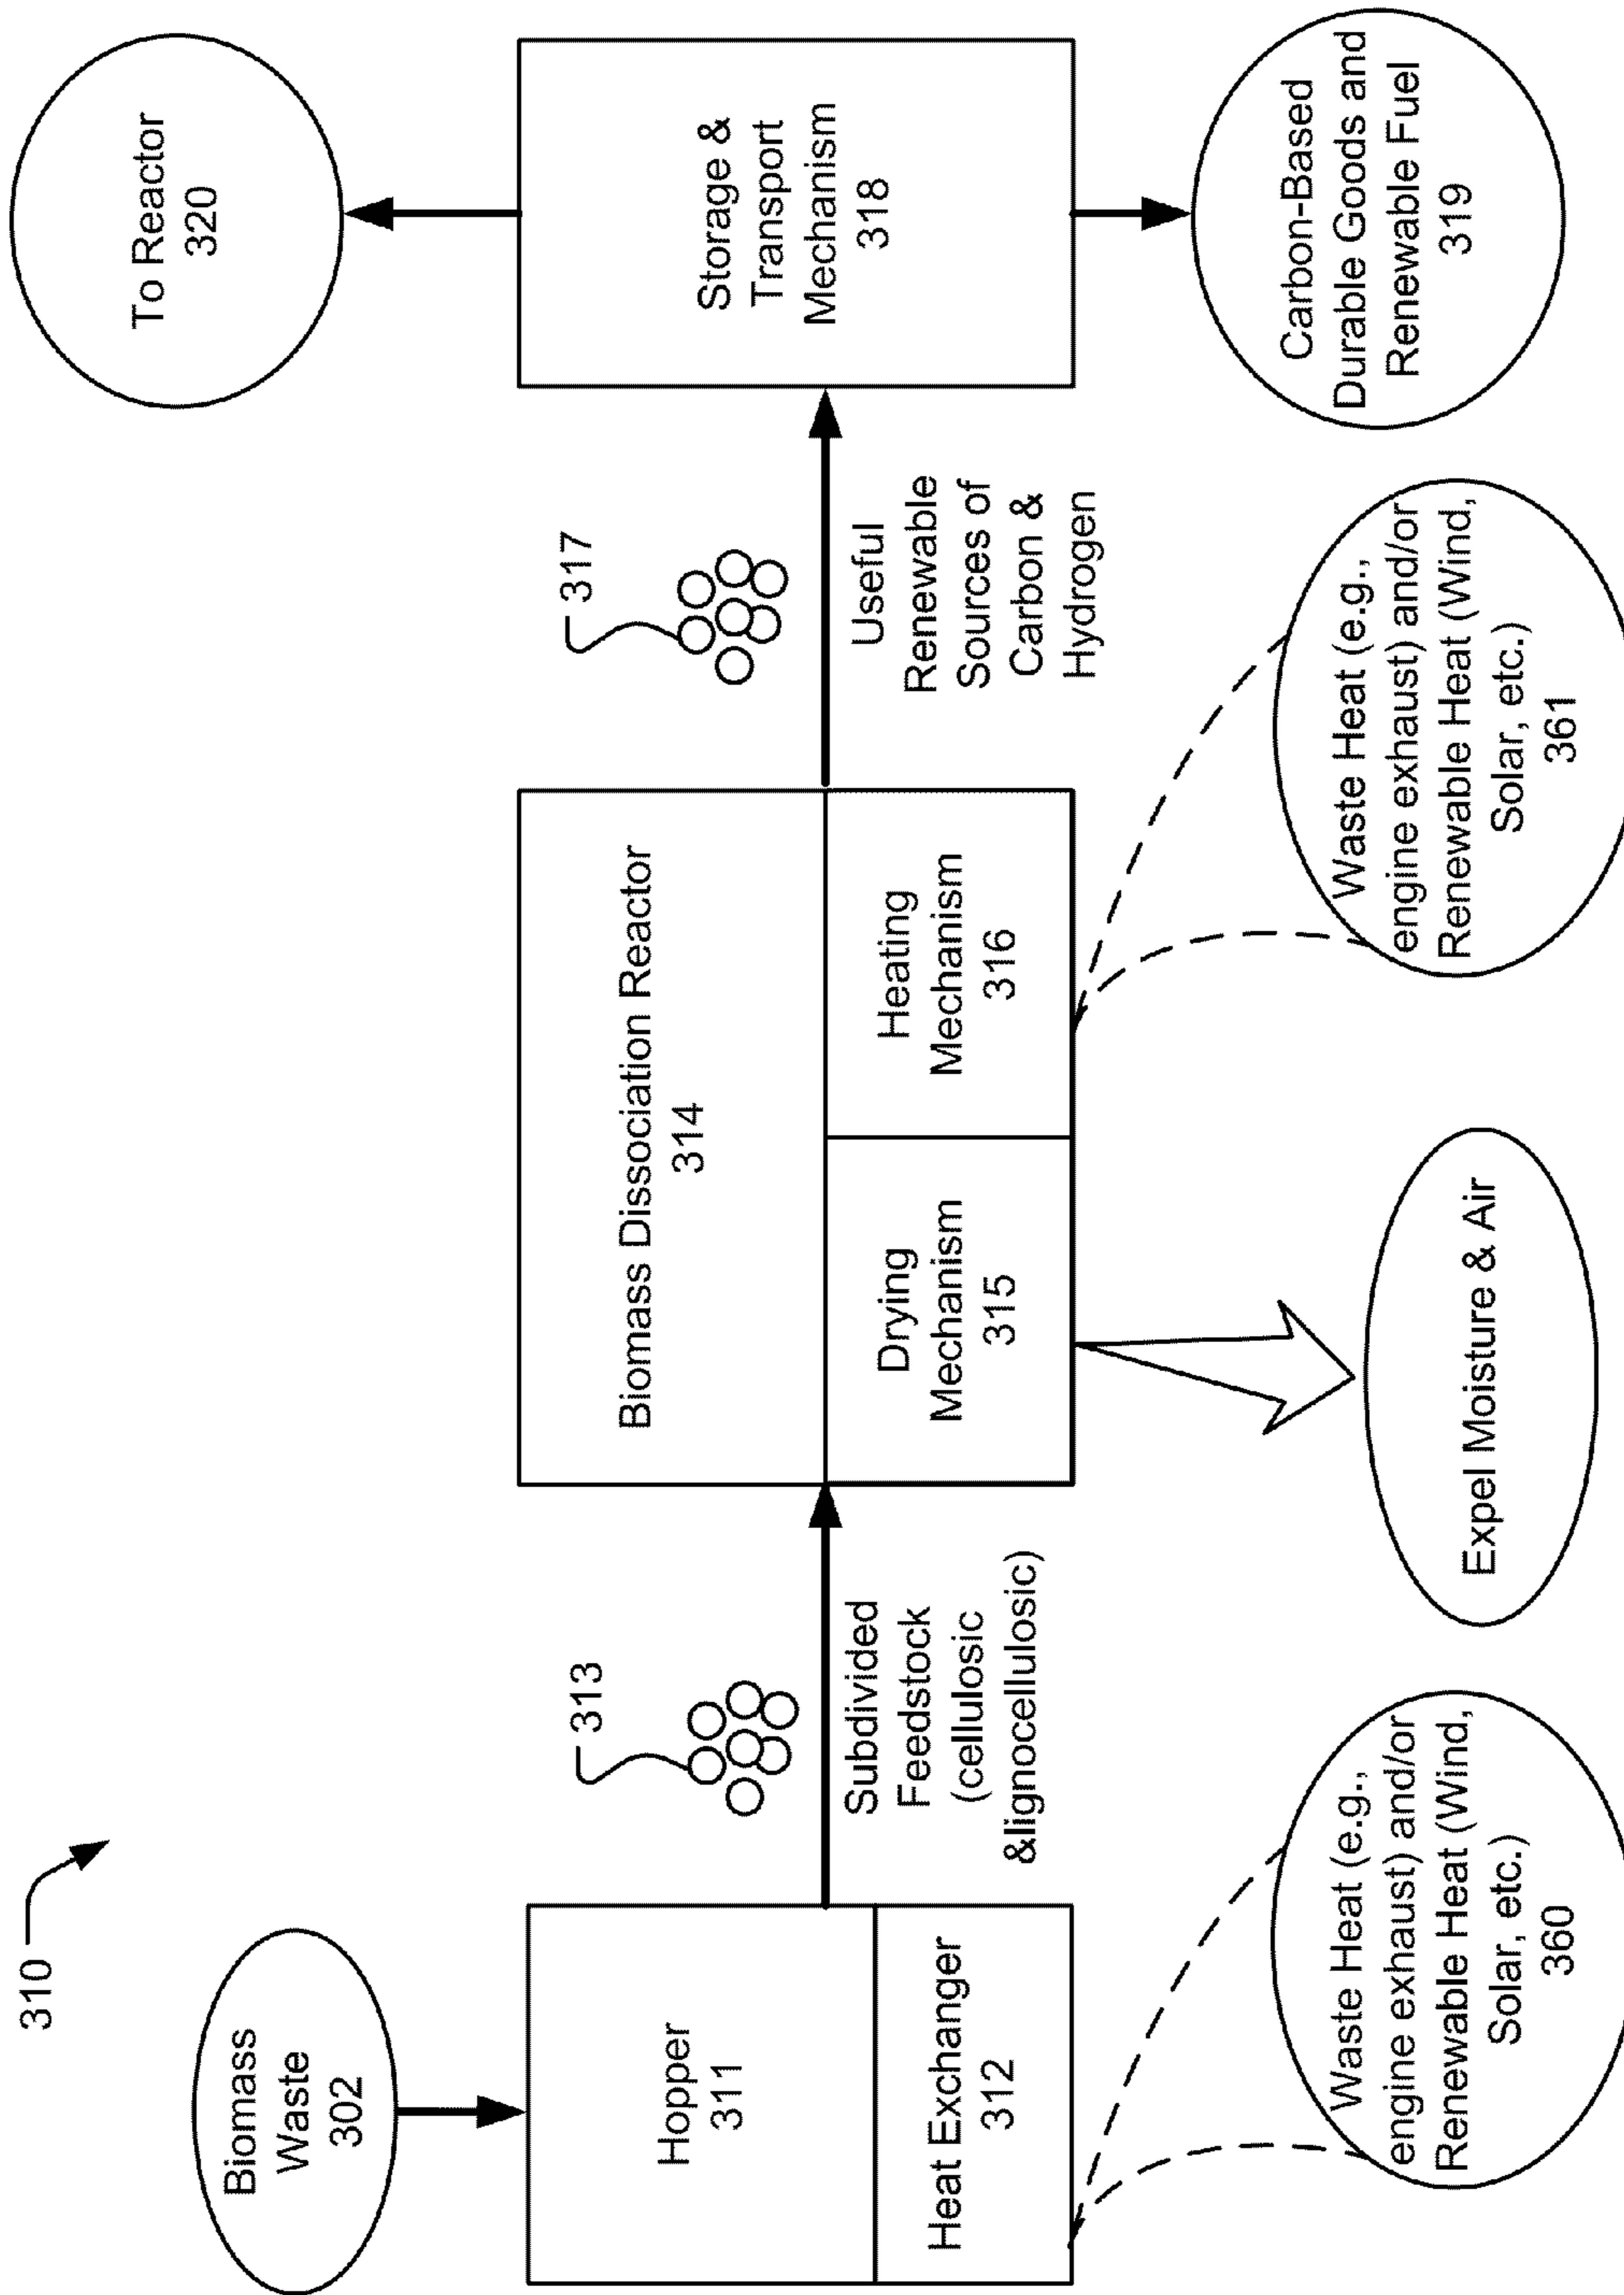 310
Biomass
Waste
302
Hopper
311
Heat Exchanger
312
Waste Heat (e.g.,
engine exhaust) and/or
Renewable Heat (Wind,
Solar, etc.)
360
313
Subdivided
Feedstock
(cellulosic
&lignocellulosic)
Biomass Dissociation Reactor
314
Drying
Mechanism
315
Heating
Mechanism
316
Expel Moisture & Air
Waste Heat (e.g.,
engine exhaust) and/or
Renewable Heat (Wind,
Solar, etc.)
361
317
Useful
Renewable
Sources of
Carbon &
Hydrogen
To Reactor
320
Storage &
Transport
Mechanism
318
Carbon-Based
Durable Goods and
Renewable Fuel
319